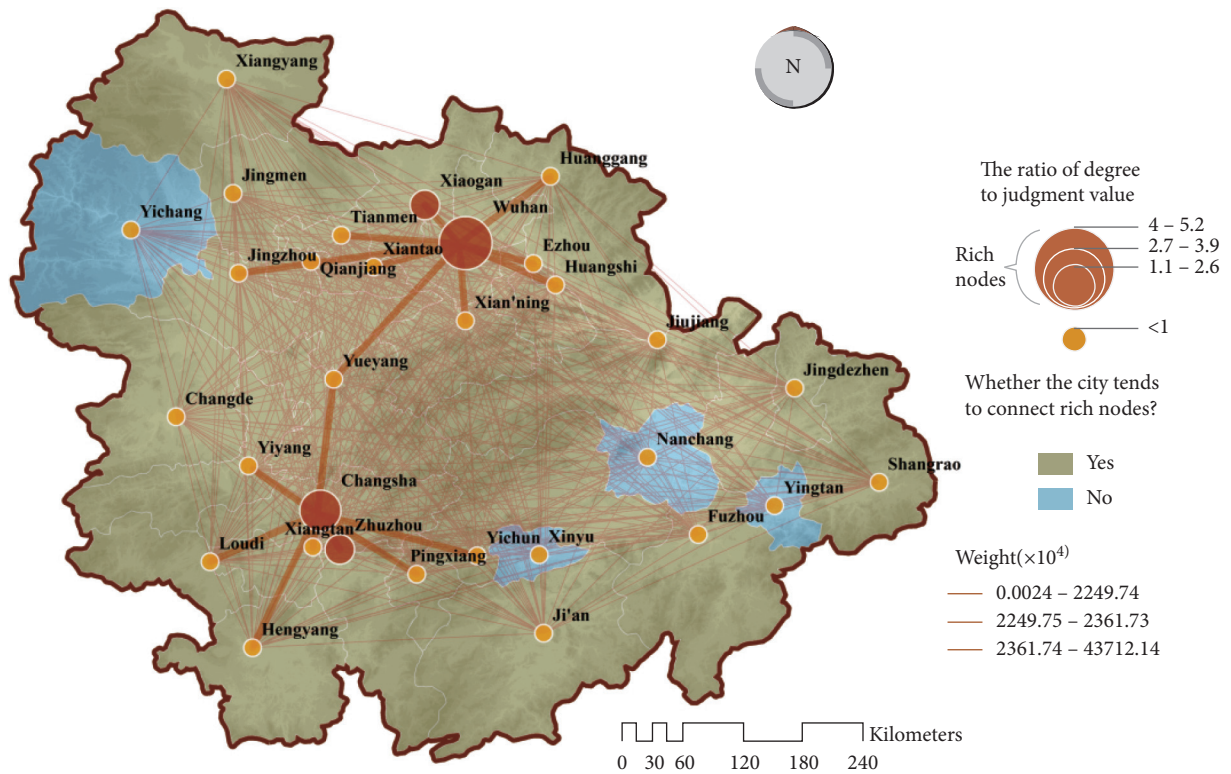 Xiangyang
N
Huanggang
Jingmen
Xiaogan
Yichang
Tianmen
Wuhan
Jingzhou
Xiantao
Ezhou
Qianjiang
Huangshi
Xian'ning
Jiujiang
Yueyang
Jingdezhen
Changde
Yiyang
Nanchang
Shangrao
Changsha
Yingtan
Xiangtan
Zhuzhou
Fuzhou
Loudi
Pingxiang
Yichun
Xinyu
Hengyang
Ji'an
The ratio of degree
to judgment value
4 – 5.2
2.7 – 3.9
1.1 – 2.6
Rich
nodes
<1
Whether the city tends
to connect rich nodes?
Yes
No
Weight(×10⁴⁾
0.0024 – 2249.74
2249.75 – 2361.73
2361.74 – 43712.14
Kilometers
0 30 60 120 180 240